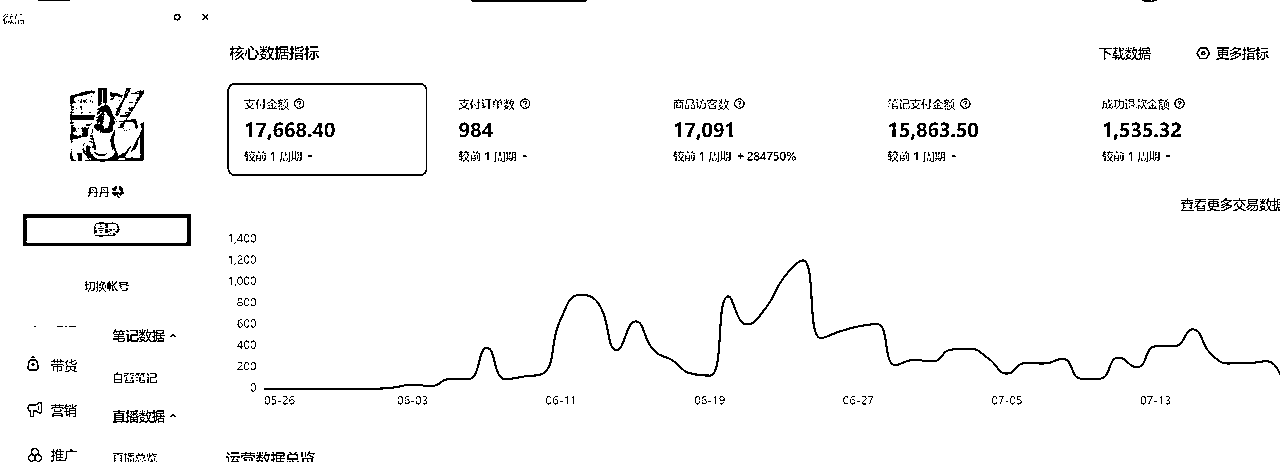 微信
核心数据指标
下载数据
更多指标
支付金额
17,668.40
较前 1 周期 -
支付订单数
984
较前 1 周期 -
商品访客数
17,091
较前 1 周期 +284750%
笔记支付金额
15,863.50
较前 1 周期 -
成功退款金额
1,535.32
较前 1 周期 -
丹丹
登录
切换帐号
查看更多交易数据
1,400
1,200
1,000
800
600
400
200
0
05-26
06-03
06-11
06-19
06-27
07-05
07-13
笔记数据
带货
自营笔记
营销
直播数据
推广
直播总览
运营数据总览